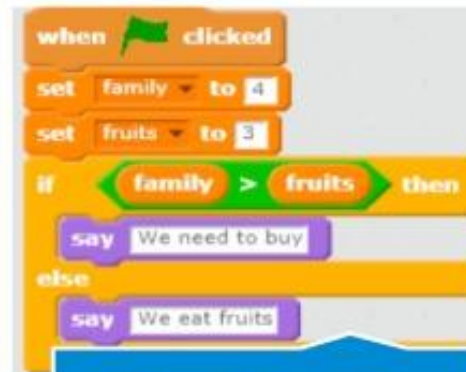 when clicked
set family to 4
set fruits to 3
if family > fruits then
say We need to buy
else
say We eat fruits